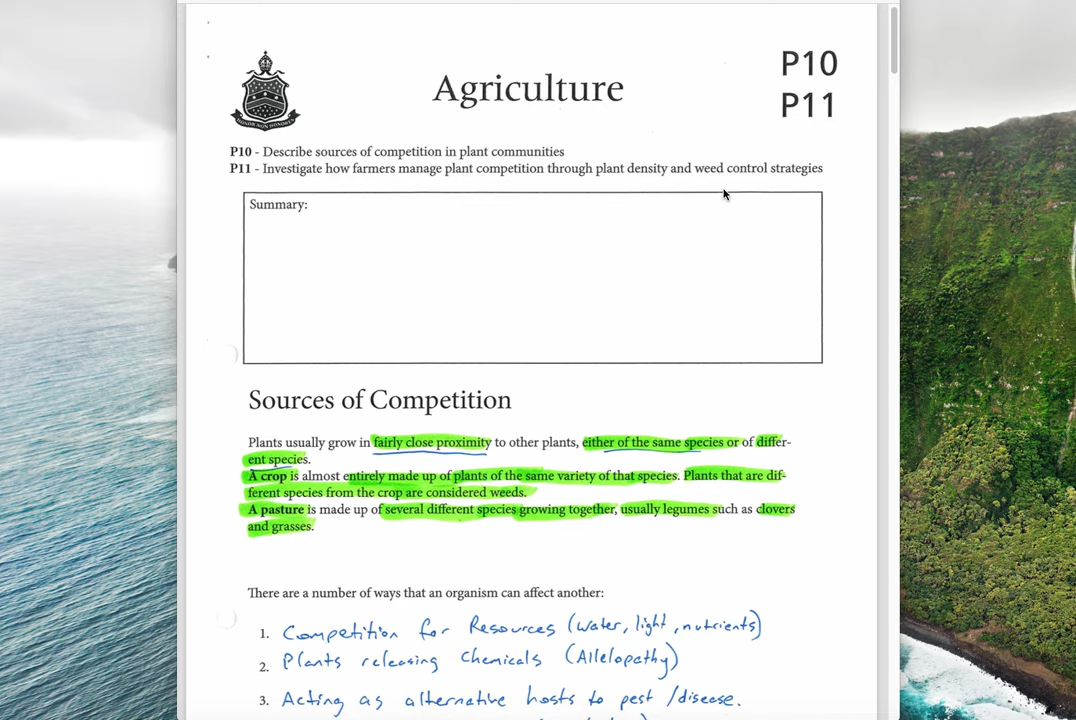 Agriculture
P10
P11
P10 - Describe sources of competition in plant communities
P11 - Investigate how farmers manage plant competition through plant density and weed control strategies
Summary:
Sources of Competition
Plants usually grow in fairly close proximity to other plants, either of the same species or of differ-
ent species.
A crop is almost entirely made up of plants of the same variety of that species. Plants that are dif-
ferent species from the crop are considered weeds.
A pasture is made up of several different species growing together, usually legumes such as clovers
and grasses.
There are a number of ways that an organism can affect another:
1. Competition for Resources (water, light, nutrients)
2. Plants releasing chemicals (Allelopathy)
3. Acting as alternative hosts to pest / disease.